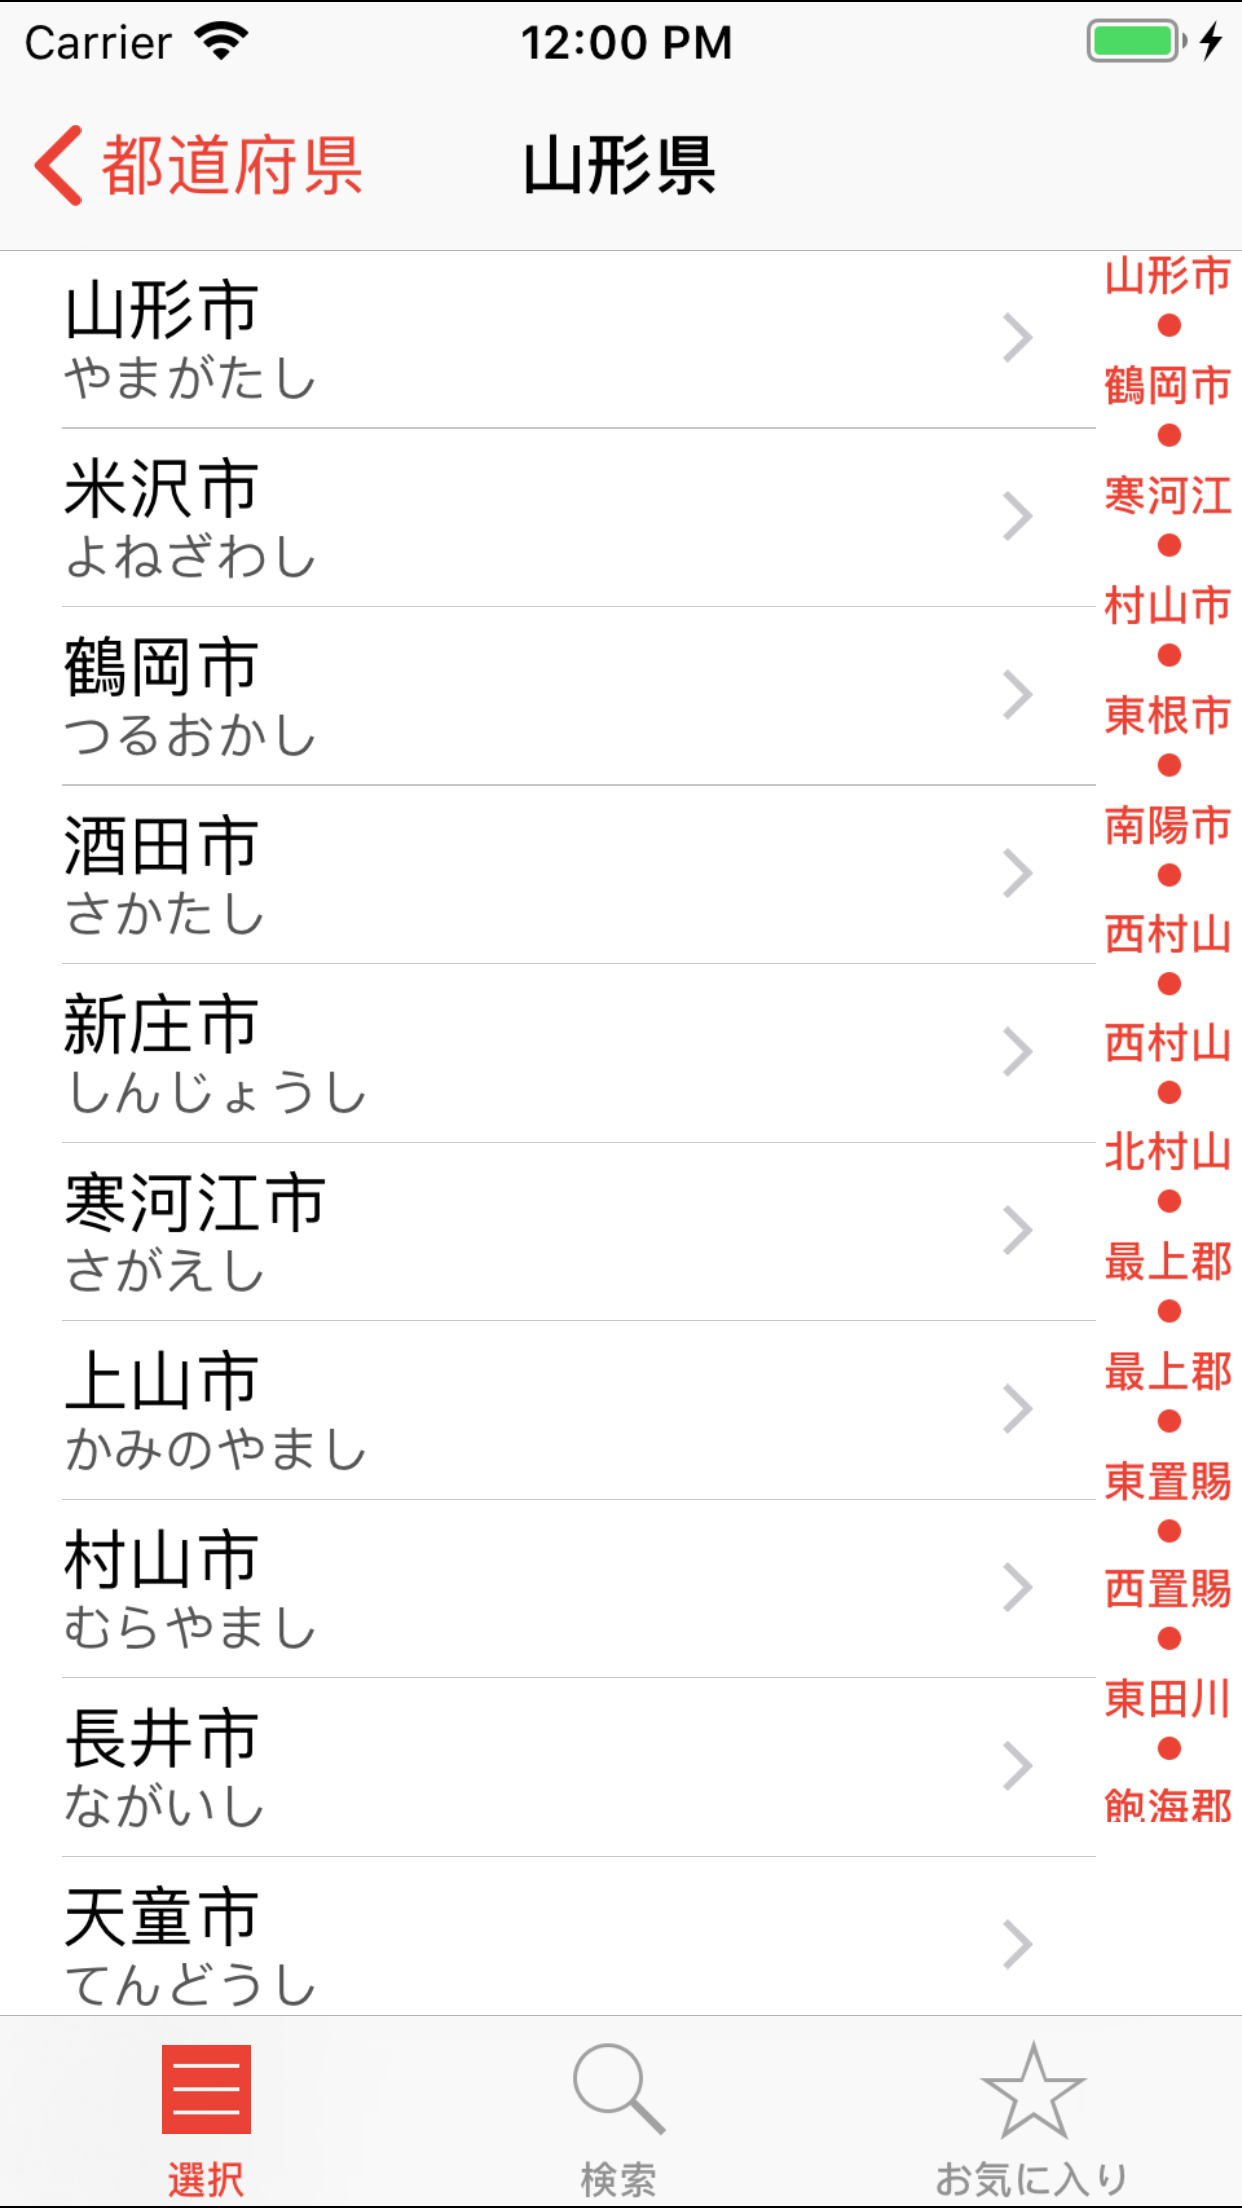 Carrier 12:00 PM
都道府県 山形県
山形市
やまがたし
米沢市
よねざわし
鶴岡市
つるおかし
酒田市
さかたし
新庄市
しんじょうし
寒河江市
さがえし
上山市
かみのやまし
村山市
むらやまし
長井市
ながいし
天童市
てんどうし
山形市
鶴岡市
寒河江
村山市
東根市
南陽市
西村山
西村山
北村山
最上郡
最上郡
東置賜
西置賜
東田川
飽海郡
選択 検索 お気に入り